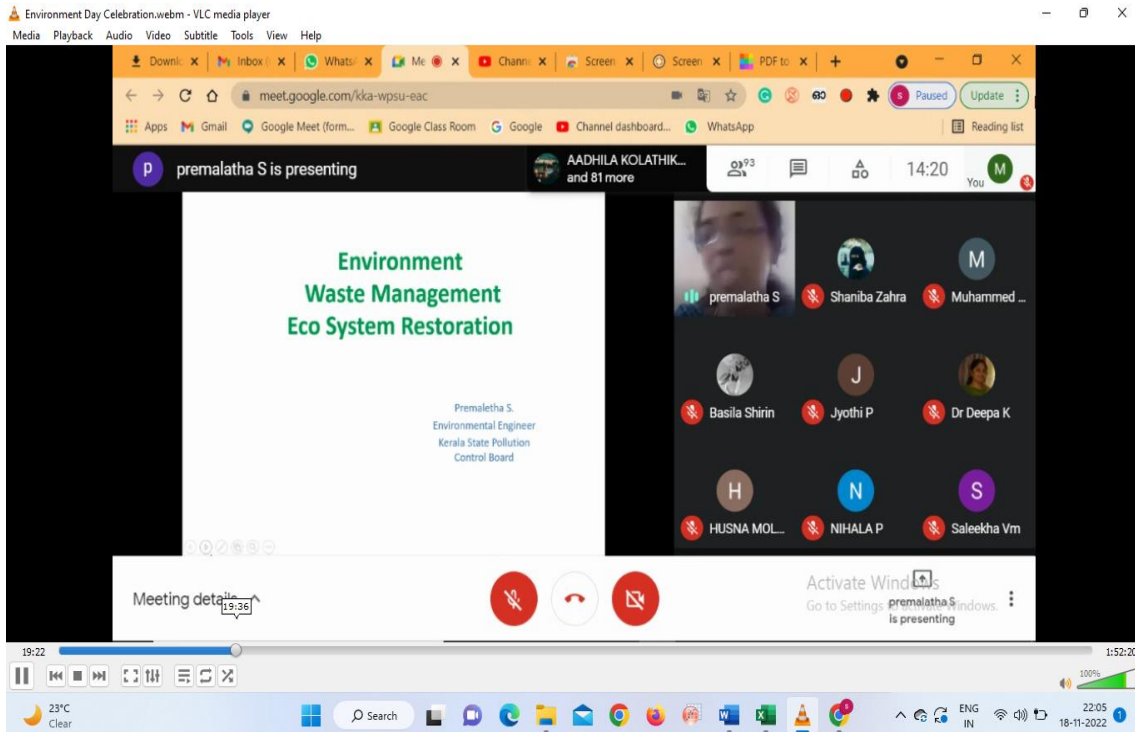 Environment Day Celebration.webm - VLC media player
Media Playback Audio Video Subtitle Tools View Help
Downlc Inbox ( Whats/ Me Chann Screen Screen PDF to
meet.google.com/kka-wpsu-eac
Paused Update
Apps Gmail Google Meet (form... Google Class Room Google Channel dashboard... WhatsApp Reading list
P premalatha S is presenting
AADHILA KOLATHIK...
and 81 more
93
14:20
You M
Environment
Waste Management
Eco System Restoration
Premaletha S.
Environmental Engineer
Kerala State Pollution
Control Board
premalatha S Shaniba Zahra M Muhammed ...
Basila Shirin J Jyothi P Dr Deepa K
H HUSNA MOL... N NIHALA P S Saleekha Vm
Meeting details
19:36
Activate Windows
Go to Settings to activate Windows.
premalatha S
is presenting
19:22 1:52:20
100%
23°C
Clear
Search
ENG
IN
22:05
18-11-2022
1